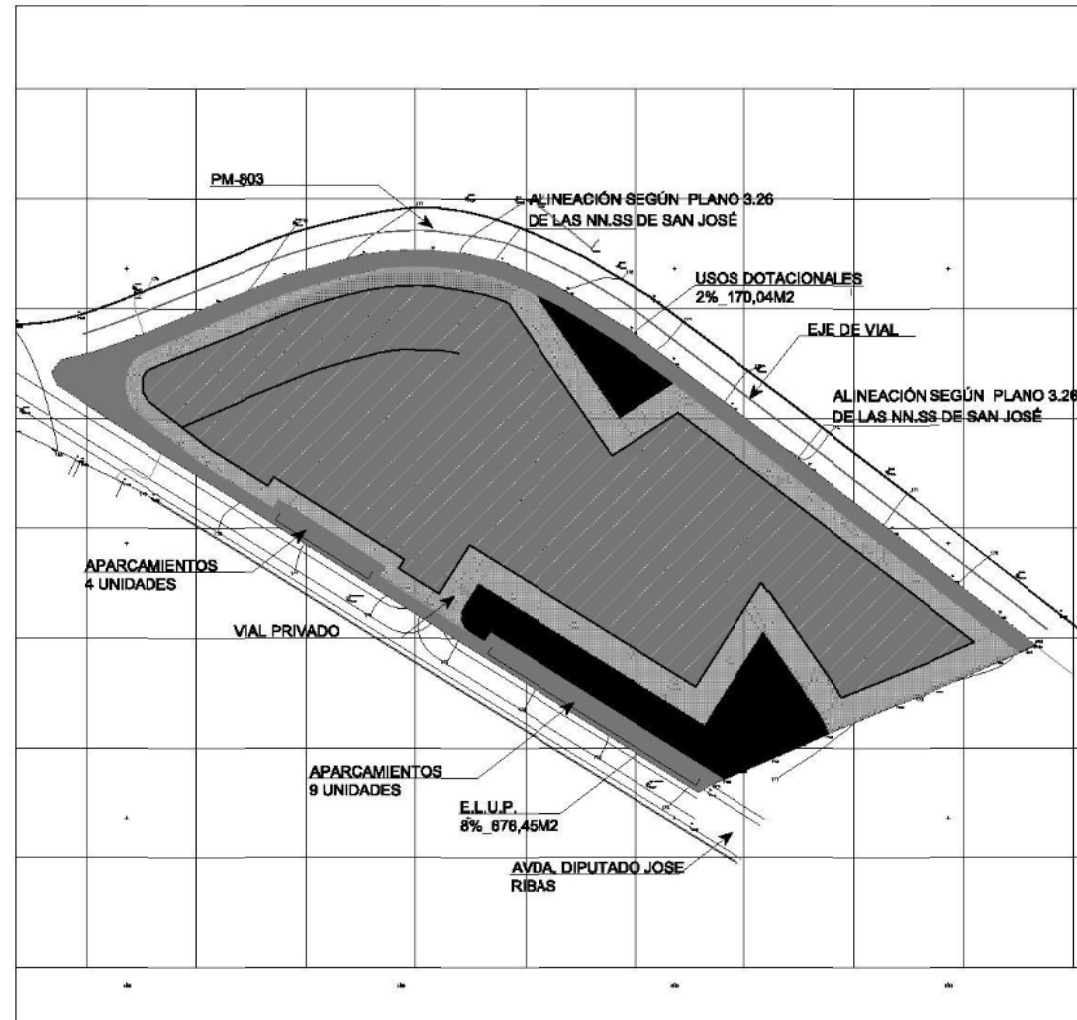 PM-803
ALINEACIÓN SEGÚN PLANO 3.26
DE LAS NN.SS DE SAN JOSÉ
USOS DOTACIONALES
2%_170,04M2
EJE DE VIAL
ALINEACIÓN SEGÚN PLANO 3.26
DE LAS NN.SS DE SAN JOSÉ
APARCAMIENTOS
4 UNIDADES
VIAL PRIVADO
APARCAMIENTOS
9 UNIDADES
E.L.U.P.
8%_676,45M2
AVDA. DIPUTADO JOSE
RIBAS